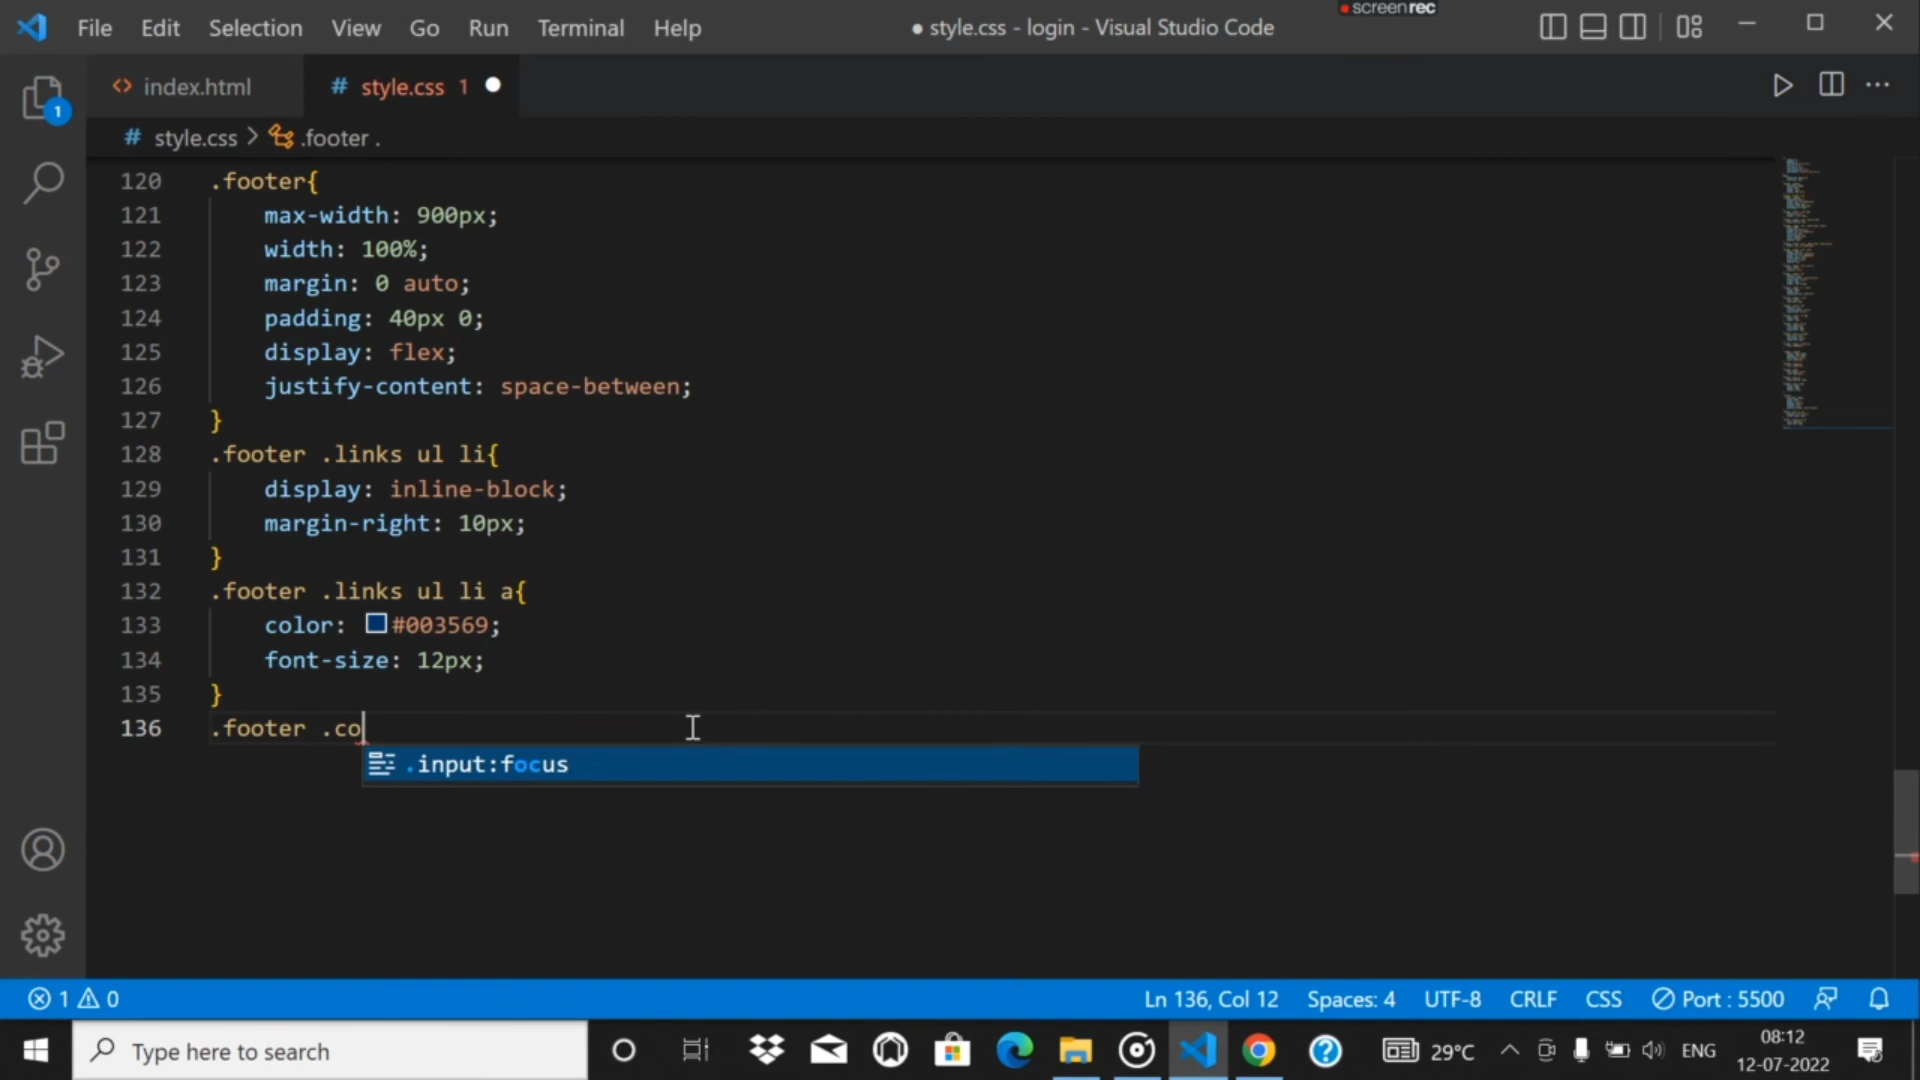 screenrec
File Edit Selection View Go Run Terminal Help ● style.css - login - Visual Studio Code
<> index.html # style.css 1 ●
1
# style.css > .footer .
120 .footer{
121 max-width: 900px;
122 width: 100%;
123 margin: 0 auto;
124 padding: 40px 0;
125 display: flex;
126 justify-content: space-between;
127 }
128 .footer .links ul li{
129 display: inline-block;
130 margin-right: 10px;
131 }
132 .footer .links ul li a{
133 color: #003569;
134 font-size: 12px;
135 }
136 .footer .co
.input:focus
1 0 Ln 136, Col 12 Spaces: 4 UTF-8 CRLF CSS Port : 5500
Type here to search 29°C ENG 08:12
12-07-2022